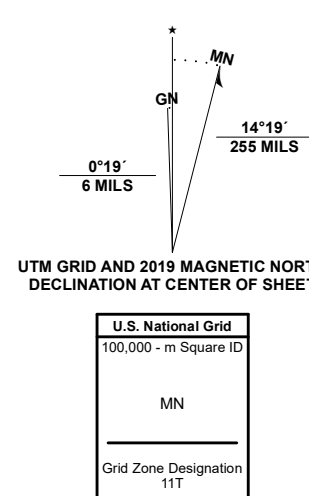 ★
MN
GN
14°19´
255 MILS
0°19´
6 MILS
UTM GRID AND 2019 MAGNETIC NORT
DECLINATION AT CENTER OF SHEET
U.S. National Grid
100,000 - m Square ID
MN
Grid Zone Designation
11T